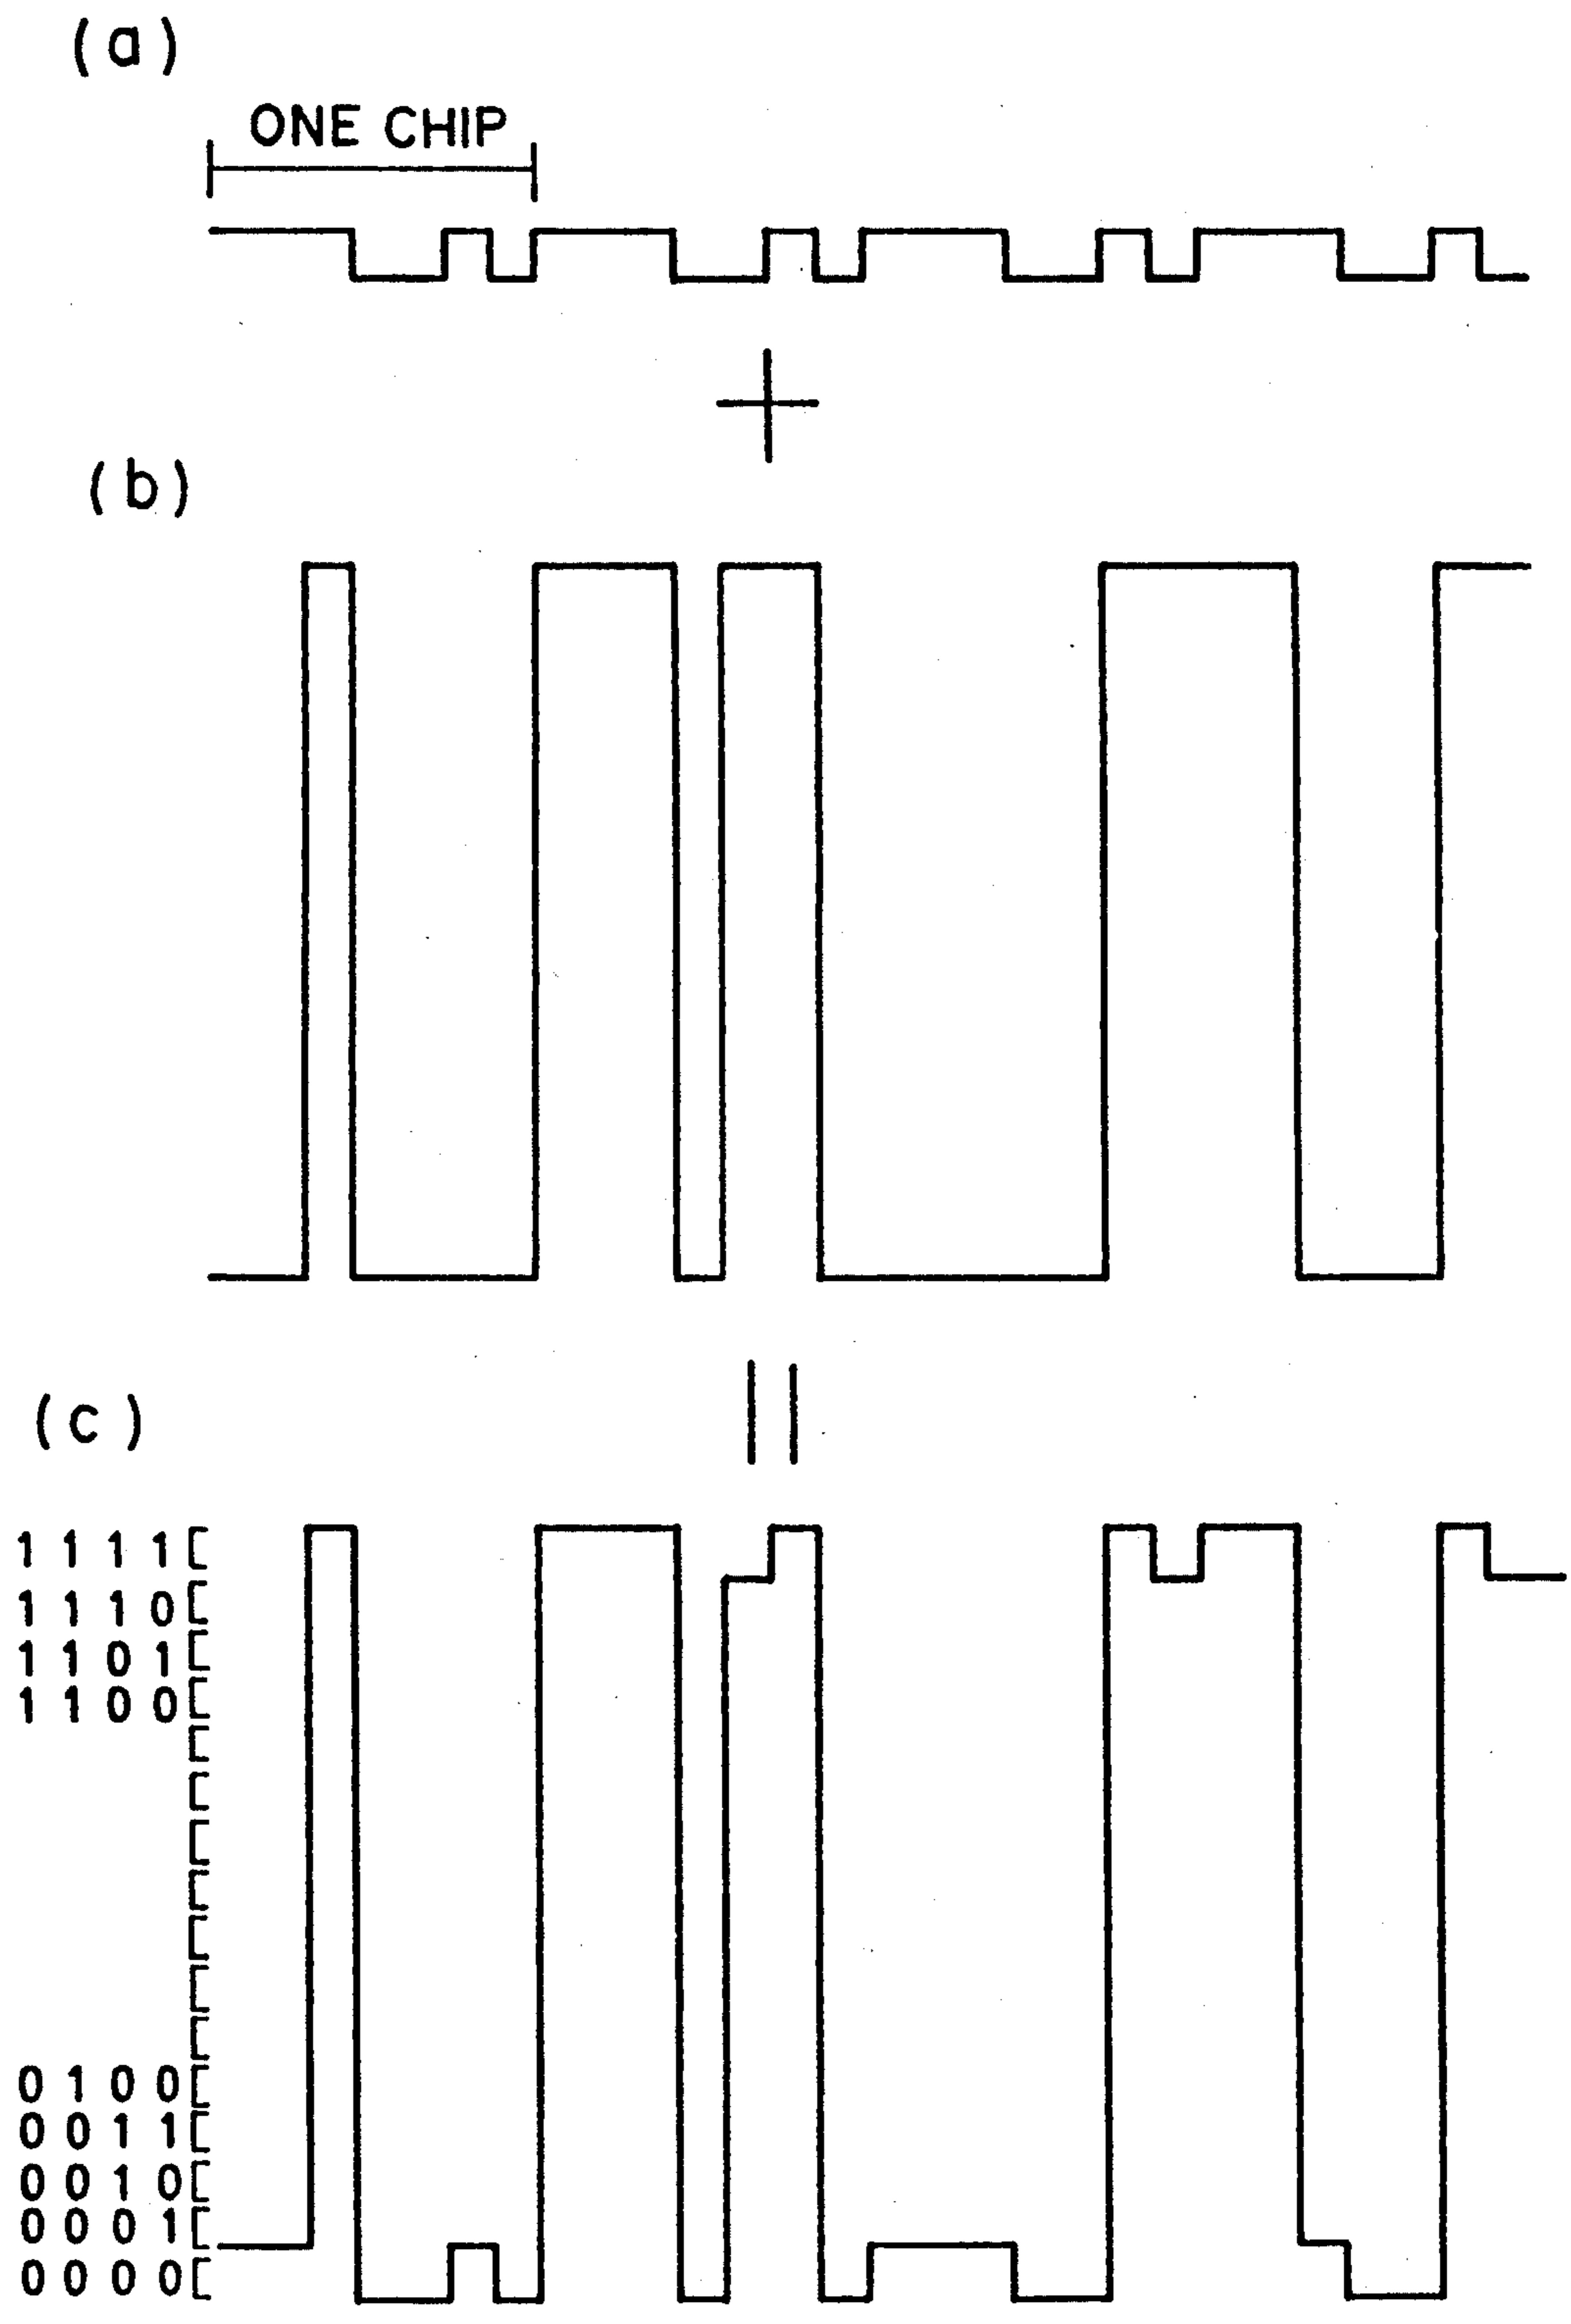 (a)
ONE CHIP
+
(b)
(c)
1 1 1 1
1 1 1 0
1 1 0 1
1 1 0 0
0 1 0 0
0 0 1 1
0 0 1 0
0 0 0 1
0 0 0 0